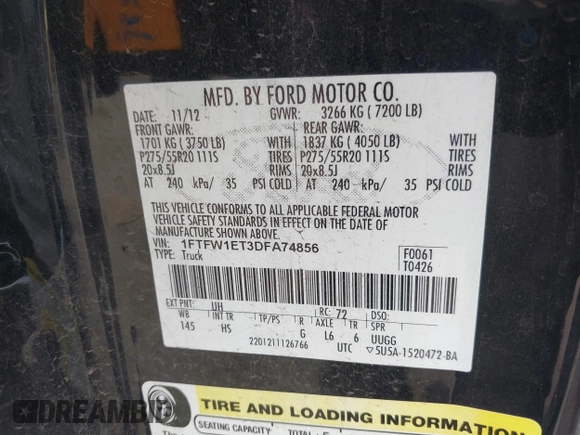 MFD. BY FORD MOTOR CO.
DATE: 11/12 GVWR: 3266 KG ( 7200 LB)
FRONT GAWR: REAR GAWR:
1701 KG ( 3750 LB) WITH 1837 KG ( 4050 LB) WITH
P275/55R20 111S TIRES P275/55R20 111S TIRES
20x8.5J RIMS 20x8.5J RIMS
AT 240 kPa/ 35 PSI COLD AT 240 kPa/ 35 PSI COLD
THIS VEHICLE CONFORMS TO ALL APPLICABLE FEDERAL MOTOR
VEHICLE SAFETY STANDARDS IN EFFECT ON THE DATE OF
MANUFACTURE SHOWN ABOVE.
VIN: 1FTFW1ET3DFA74856 F0061
TYPE: Truck T0426
EXT PNT: UH RC: 72 DSO:
WB INT TR TP/PS R AXLE TR SPR
145 HS G L6 6 UUGG
2201211126766 UTC ▽5U5A-1520472-BA
TIRE AND LOADING INFORMATION
SEATING CAPACITY
DREAMBID